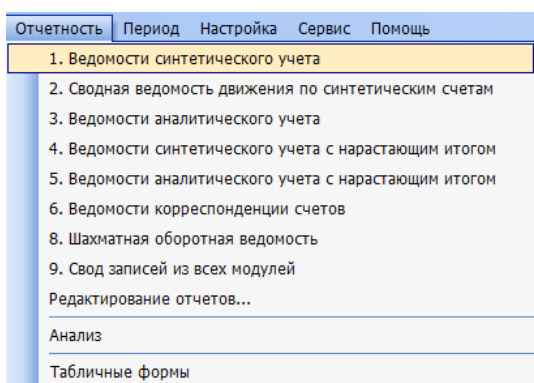 Отчетность Период Настройка Сервис Помощь
1. Ведомости синтетического учета
2. Сводная ведомость движения по синтетическим счетам
3. Ведомости аналитического учета
4. Ведомости синтетического учета с нарастающим итогом
5. Ведомости аналитического учета с нарастающим итогом
6. Ведомости корреспонденции счетов
8. Шахматная оборотная ведомость
9. Свод записей из всех модулей
Редактирование отчетов...
Анализ
Табличные формы